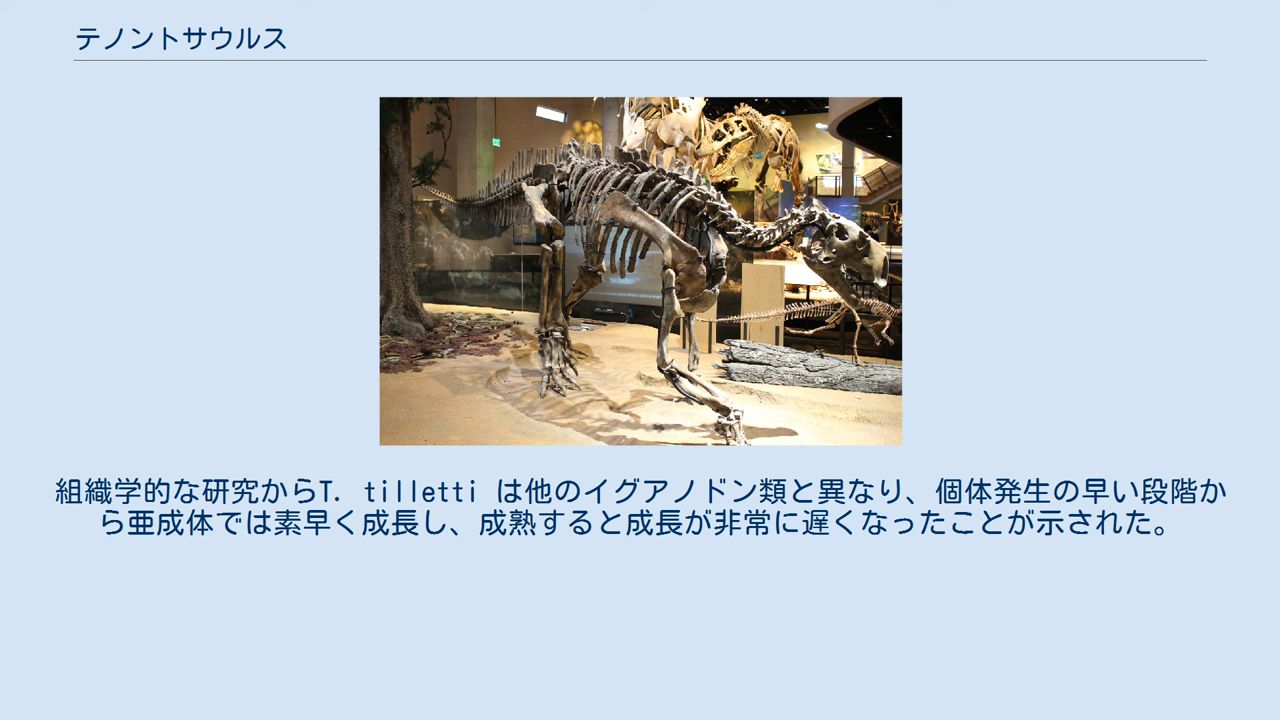 テノントサウルス
組織学的な研究からT. tilletti は他のイグアノドン類と異なり、個体発生の早い段階か
ら亜成体では素早く成長し、成熟すると成長が非常に遅くなったことが示された。